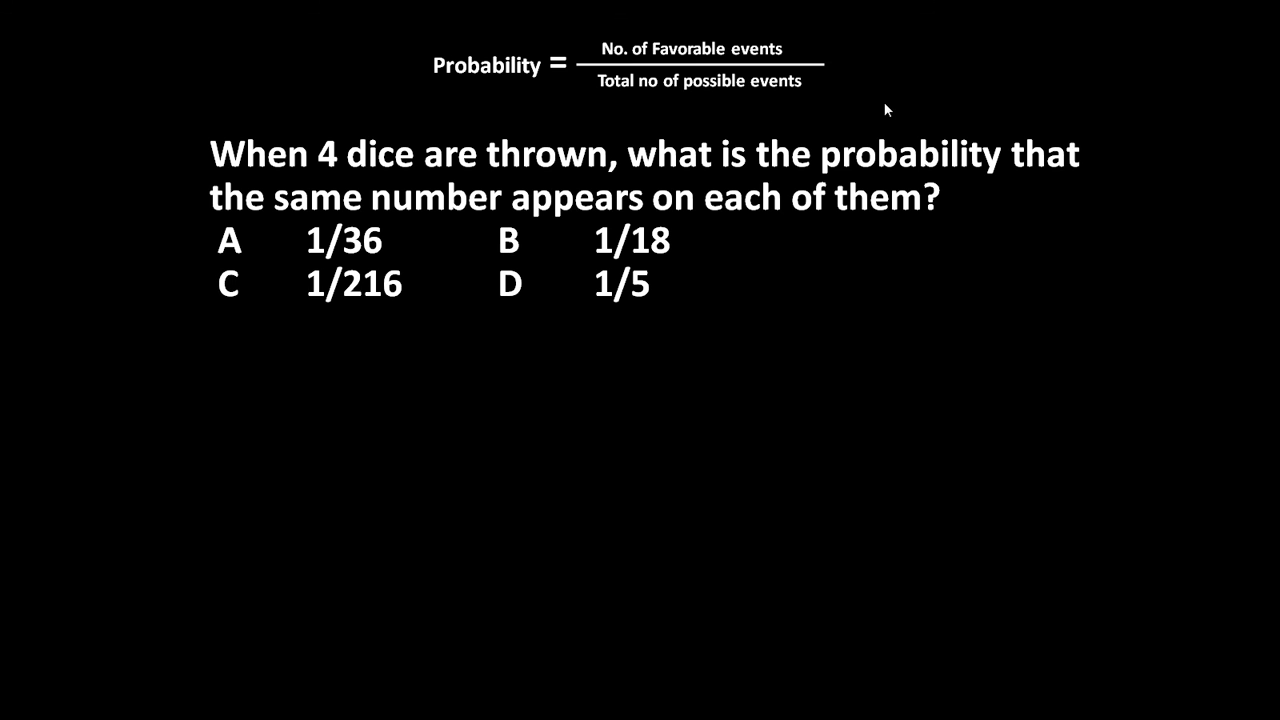 Probability = No. of Favorable events
Total no of possible events
When 4 dice are thrown, what is the probability that
the same number appears on each of them?
A 1/36 B 1/18
C 1/216 D 1/5